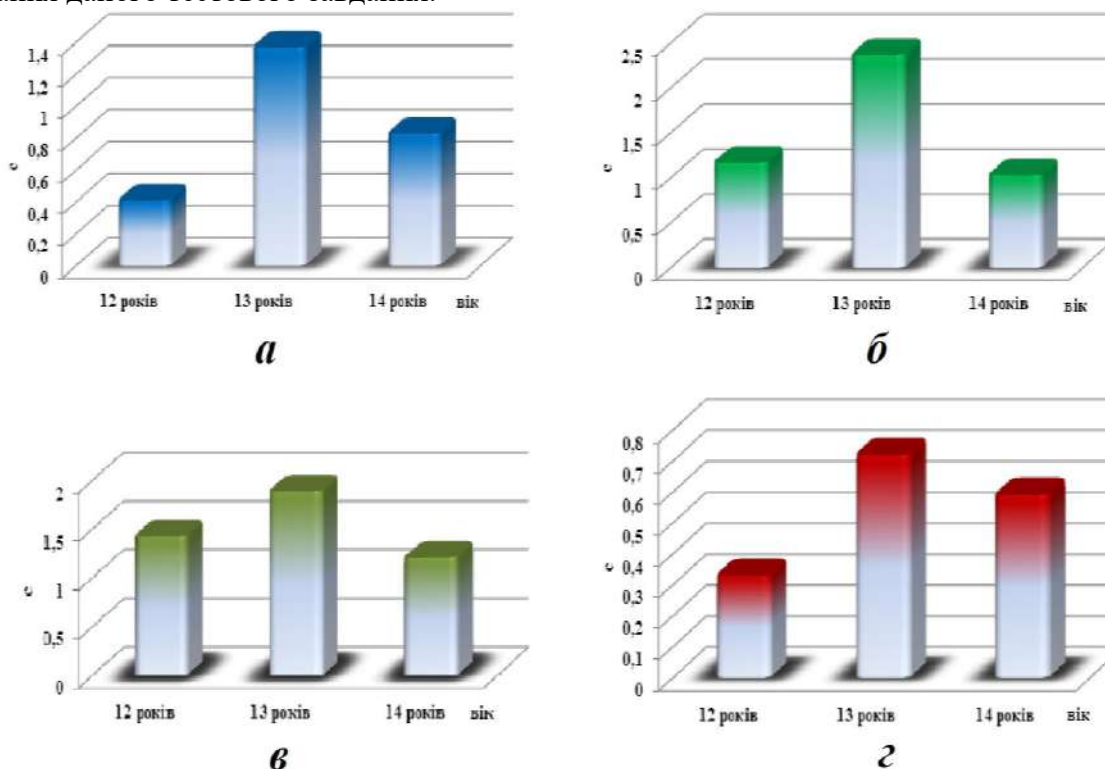 даного тестового завдання.
1,4
1,2
1
0,8
0,6
0,4
0,2
0
с
12 років 13 років 14 років вік
а
2,5
2
1,5
1
0,5
0
с
12 років 13 років 14 років вік
б
2
1,5
1
0,5
0
с
12 років 13 років 14 років вік
в
0,8
0,7
0,6
0,5
0,4
0,3
0,2
0,1
0
с
12 років 13 років 14 років вік
г